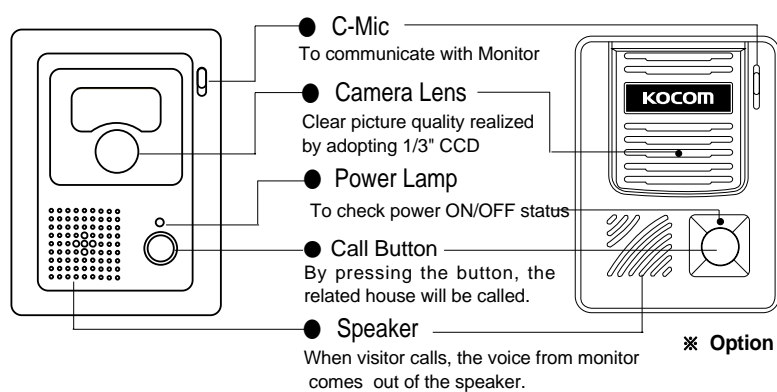 C-Mic
To communicate with Monitor
Camera Lens
Clear picture quality realized
by adopting 1/3" CCD
KOCOM
Power Lamp
To check power ON/OFF status
Call Button
By pressing the button, the
related house will be called.
Speaker
When visitor calls, the voice from monitor
comes out of the speaker.
※ Option